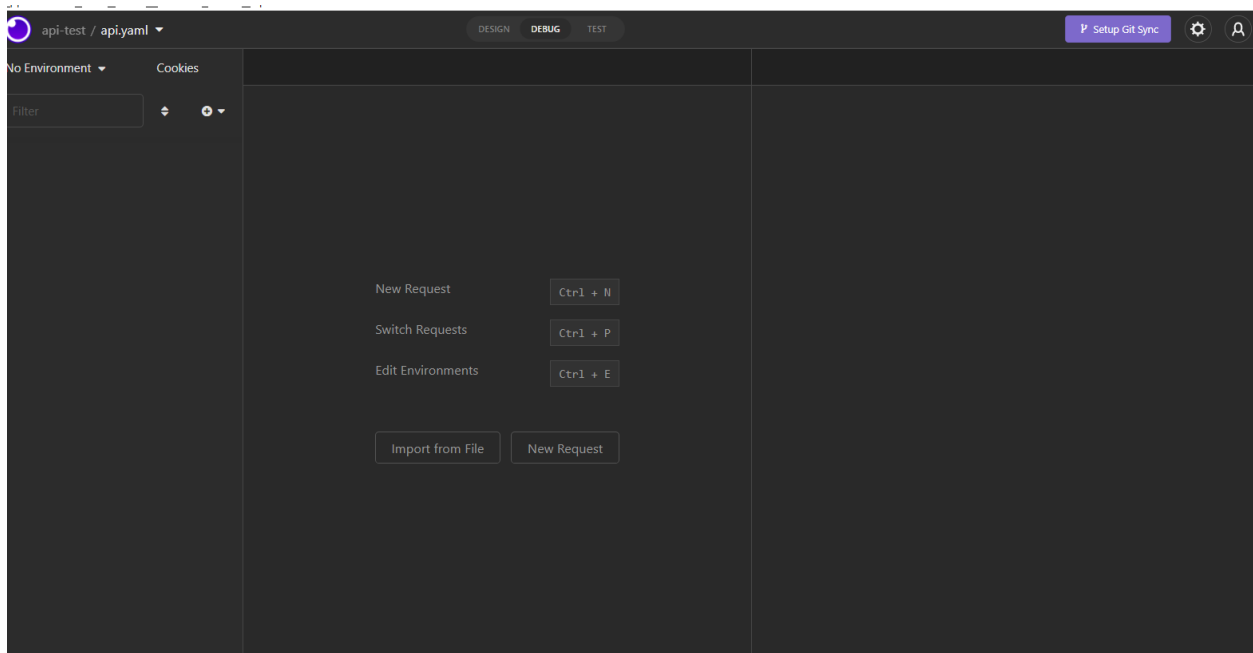 api-test / api.yaml
DESIGN DEBUG TEST
Setup Git Sync
No Environment
Cookies
Filter
New Request Ctrl + N
Switch Requests Ctrl + P
Edit Environments Ctrl + E
Import from File New Request